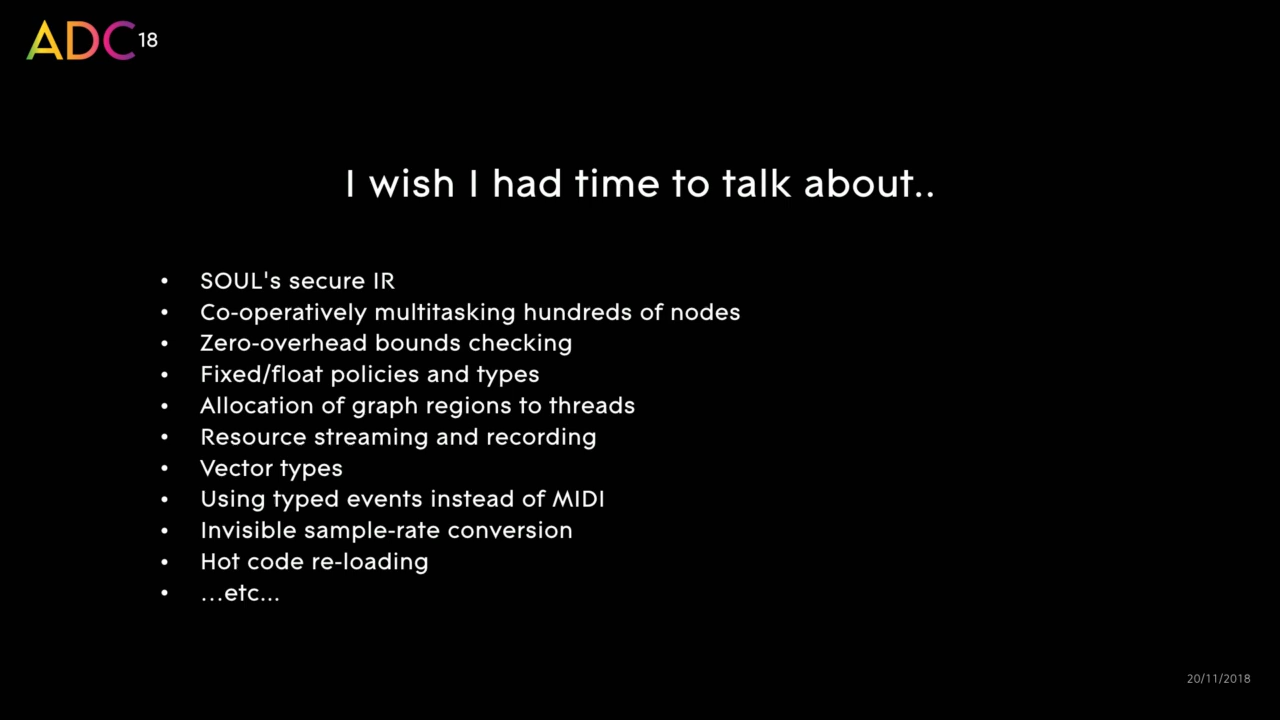 ADC18
I wish I had time to talk about..
• SOUL's secure IR
• Co-operatively multitasking hundreds of nodes
• Zero-overhead bounds checking
• Fixed/float policies and types
• Allocation of graph regions to threads
• Resource streaming and recording
• Vector types
• Using typed events instead of MIDI
• Invisible sample-rate conversion
• Hot code re-loading
• ...etc...
20/11/2018